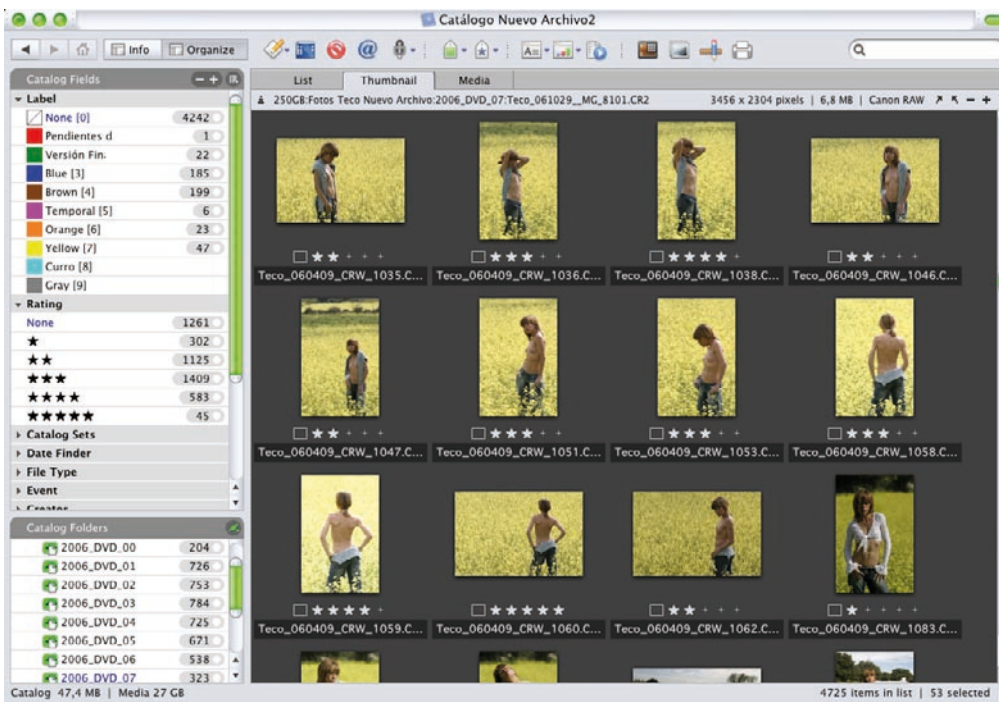 Catálogo Nuevo Archivo2
Info
Organize
Catalog Fields
List
Thumbnail
Media
250GB:Fotos Teco Nuevo Archivo:2006_DVD_07:Teco_061029__MG_8101.CR2
3456 x 2304 pixels | 6,8 MB | Canon RAW
Label
None [0] 4242
Pendientes d 1
Versión Fin. 22
Blue [3] 185
Brown [4] 199
Temporal [5] 6
Orange [6] 23
Yellow [7] 47
Curro [8]
Gray [9]
Rating
None 1261
★ 302
★★ 1125
★★★ 1409
★★★★ 583
★★★★★ 45
Catalog Sets
Date Finder
File Type
Event
Creator
Catalog Folders
2006_DVD_00 204
2006_DVD_01 726
2006_DVD_02 753
2006_DVD_03 784
2006_DVD_04 725
2006_DVD_05 671
2006_DVD_06 538
2006_DVD_07 323
Teco_060409_CRW_1035.C... Teco_060409_CRW_1036.C... Teco_060409_CRW_1038.C... Teco_060409_CRW_1046.C...
Teco_060409_CRW_1047.C... Teco_060409_CRW_1051.C... Teco_060409_CRW_1053.C... Teco_060409_CRW_1058.C...
Teco_060409_CRW_1059.C... Teco_060409_CRW_1060.C... Teco_060409_CRW_1062.C... Teco_060409_CRW_1083.C...
Catalog 47,4 MB | Media 27 GB
4725 items in list | 53 selected